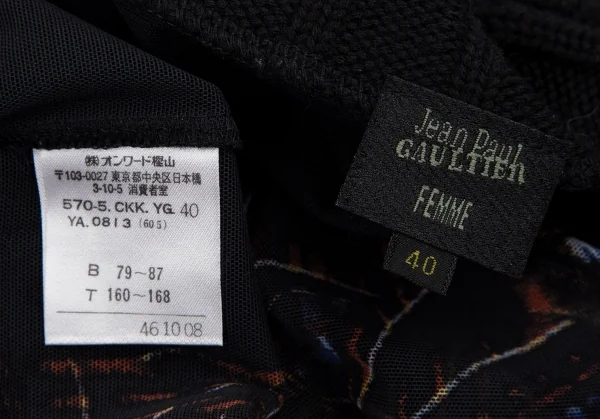 ㈱オンワード樫山
〒103-0027 東京都中央区日本橋
3-10-5 消費者室
570-5. CKK. YG. 40
YA. 0813 (605)
B 79~87
T 160~168
461008
Jean Paul
GAULTIER
FEMME
40